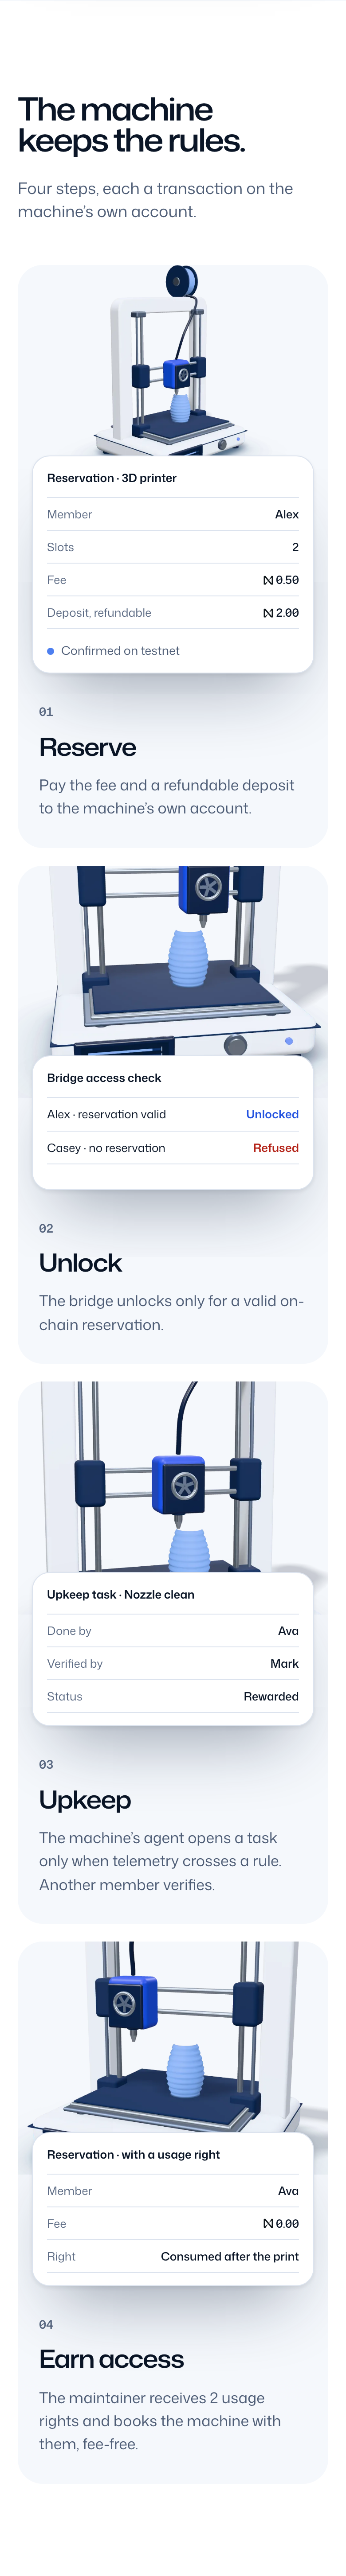 The machine
keeps the rules.
Four steps, each a transaction on the
machine’s own account.
Reservation · 3D printer
Member Alex
Slots 2
Fee 0.50
Deposit, refundable 2.00
Confirmed on testnet
01
Reserve
Pay the fee and a refundable deposit
to the machine’s own account.
Bridge access check
Alex · reservation valid Unlocked
Casey · no reservation Refused
02
Unlock
The bridge unlocks only for a valid on-
chain reservation.
Upkeep task · Nozzle clean
Done by Ava
Verified by Mark
Status Rewarded
03
Upkeep
The machine’s agent opens a task
only when telemetry crosses a rule.
Another member verifies.
Reservation · with a usage right
Member Ava
Fee 0.00
Right Consumed after the print
04
Earn access
The maintainer receives 2 usage
rights and books the machine with
them, fee-free.